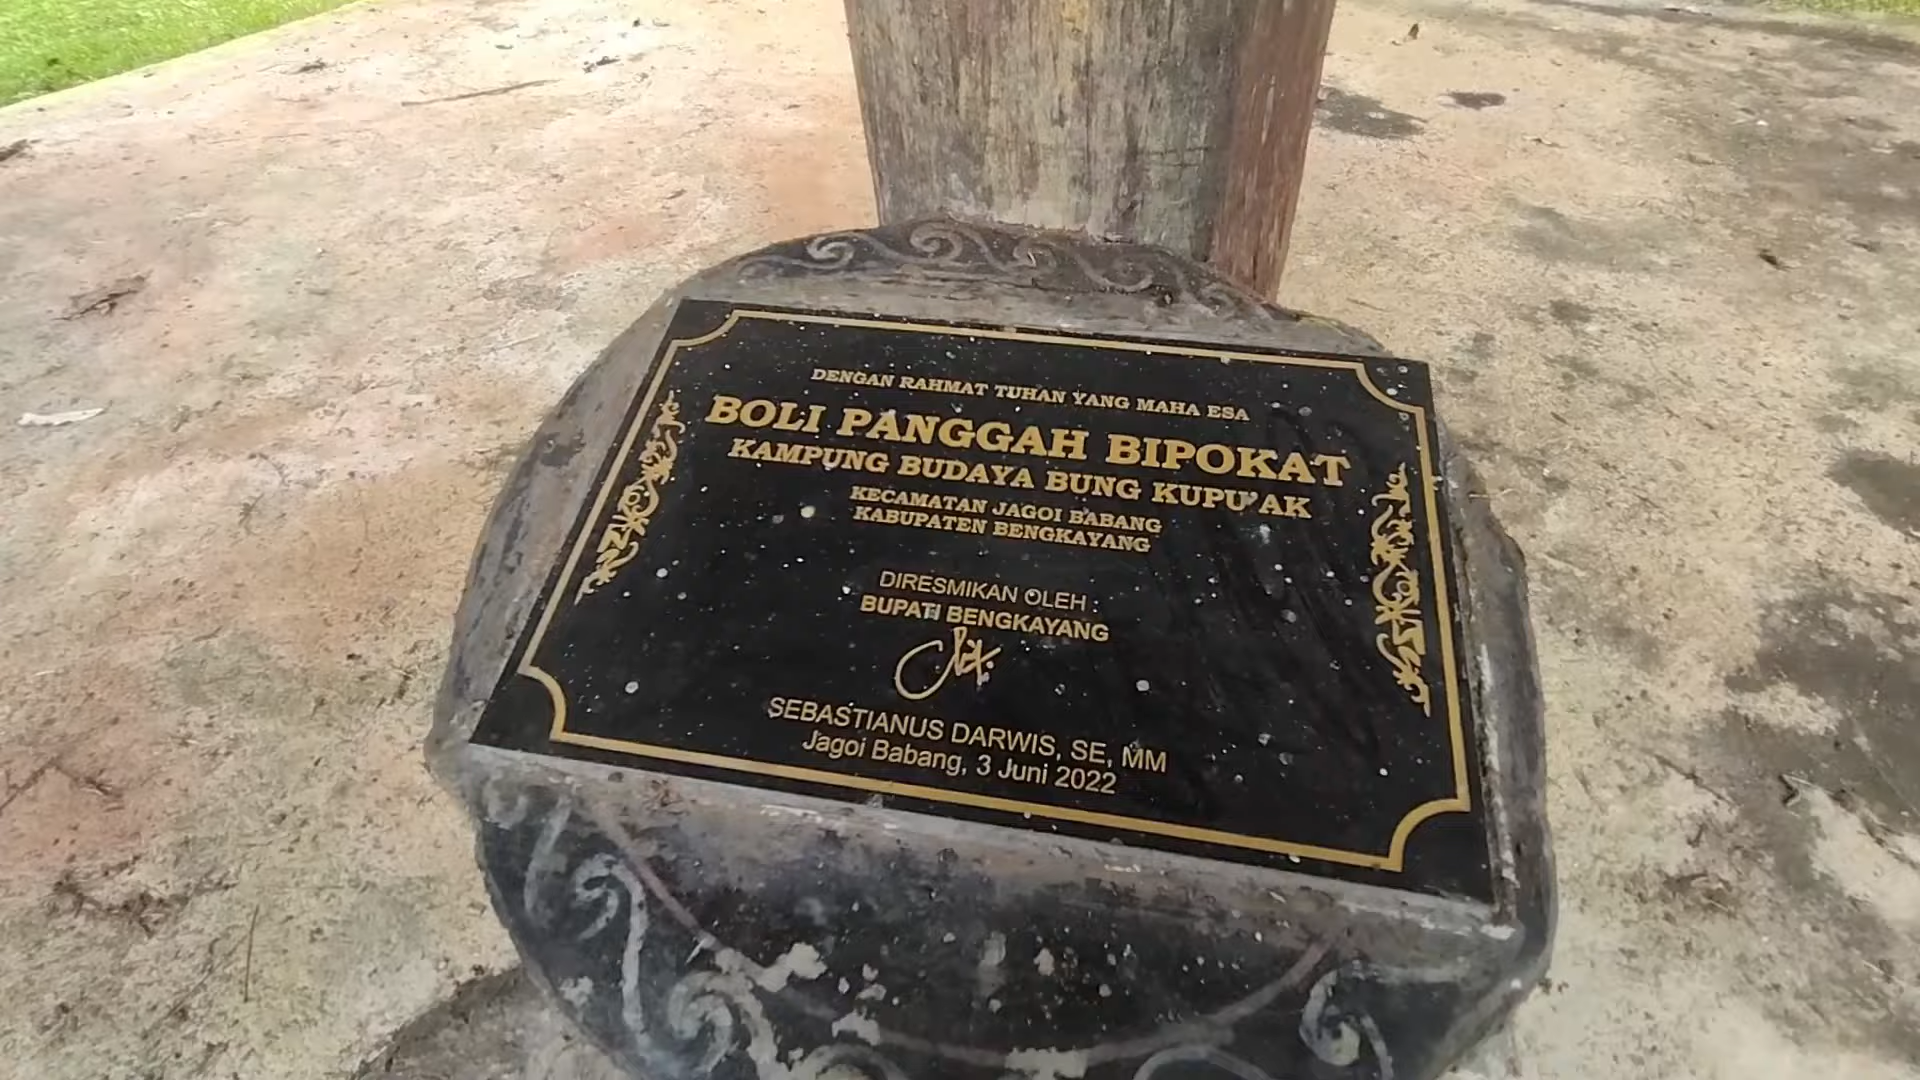 DENGAN RAHMAT TUHAN YANG MAHA ESA
BOLI PANGGAH BIPOKAT
KAMPUNG BUDAYA BUNG KUPU'AK
KECAMATAN JAGOI BABANG
KABUPATEN BENGKAYANG
DIRESMIKAN OLEH :
BUPATI BENGKAYANG
SEBASTIANUS DARWIS, SE, MM
Jagoi Babang, 3 Juni 2022